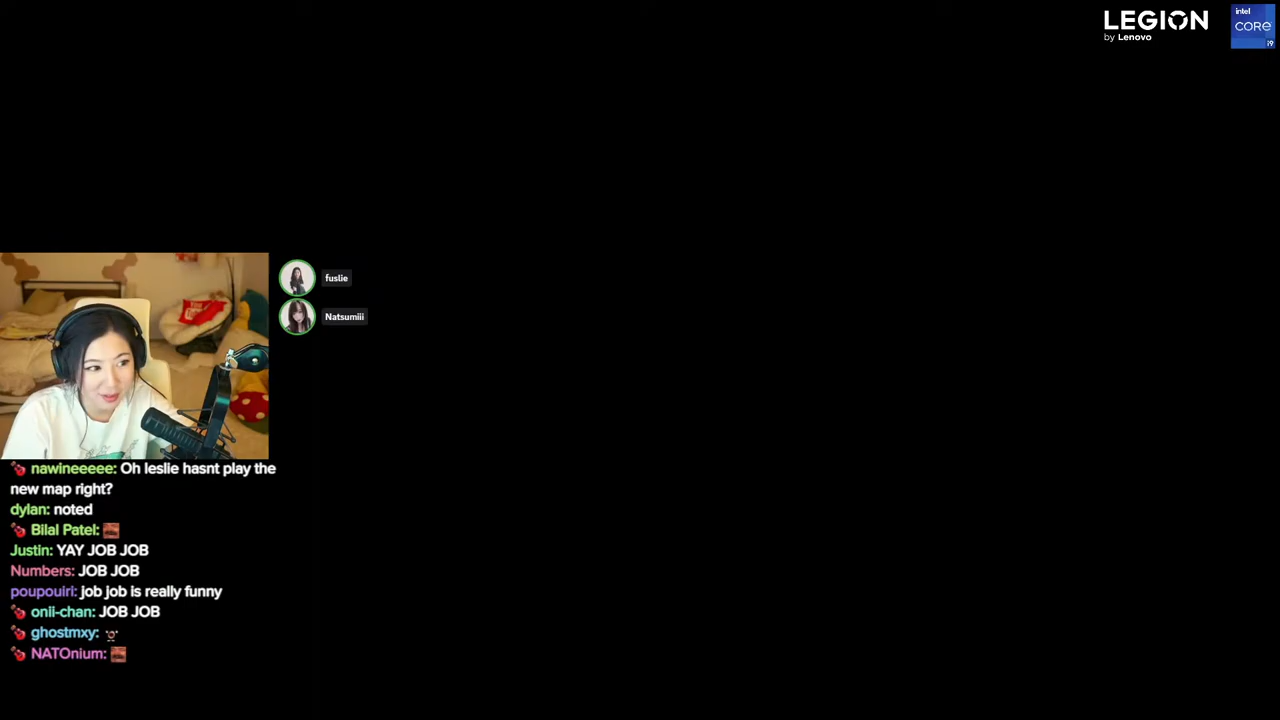 LEGION
by Lenovo
intel
CORE
i9
fuslie
Natsumiii
nawineeeee: Oh leslie hasnt play the
new map right?
dylan: noted
Bilal Patel:
Justin: YAY JOB JOB
Numbers: JOB JOB
poupouiri: job job is really funny
onii-chan: JOB JOB
ghostmxy:
NATOnium: